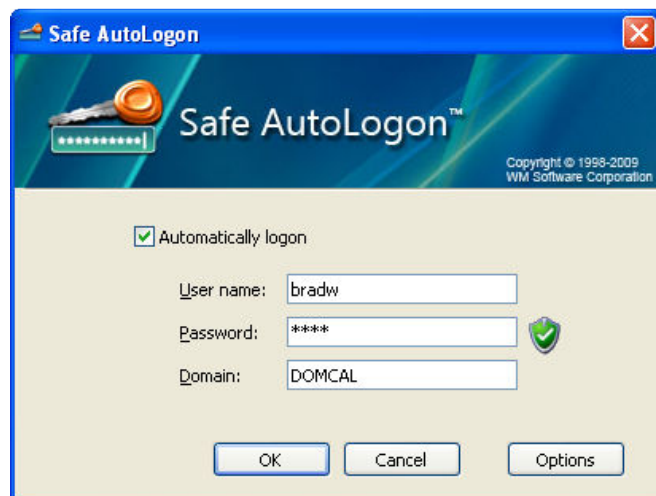 Safe AutoLogon
**********|
Safe AutoLogon™
Copyright © 1998-2009
WM Software Corporation
Automatically logon
User name: bradw
Password: ****
Domain: DOMCAL
OK Cancel Options